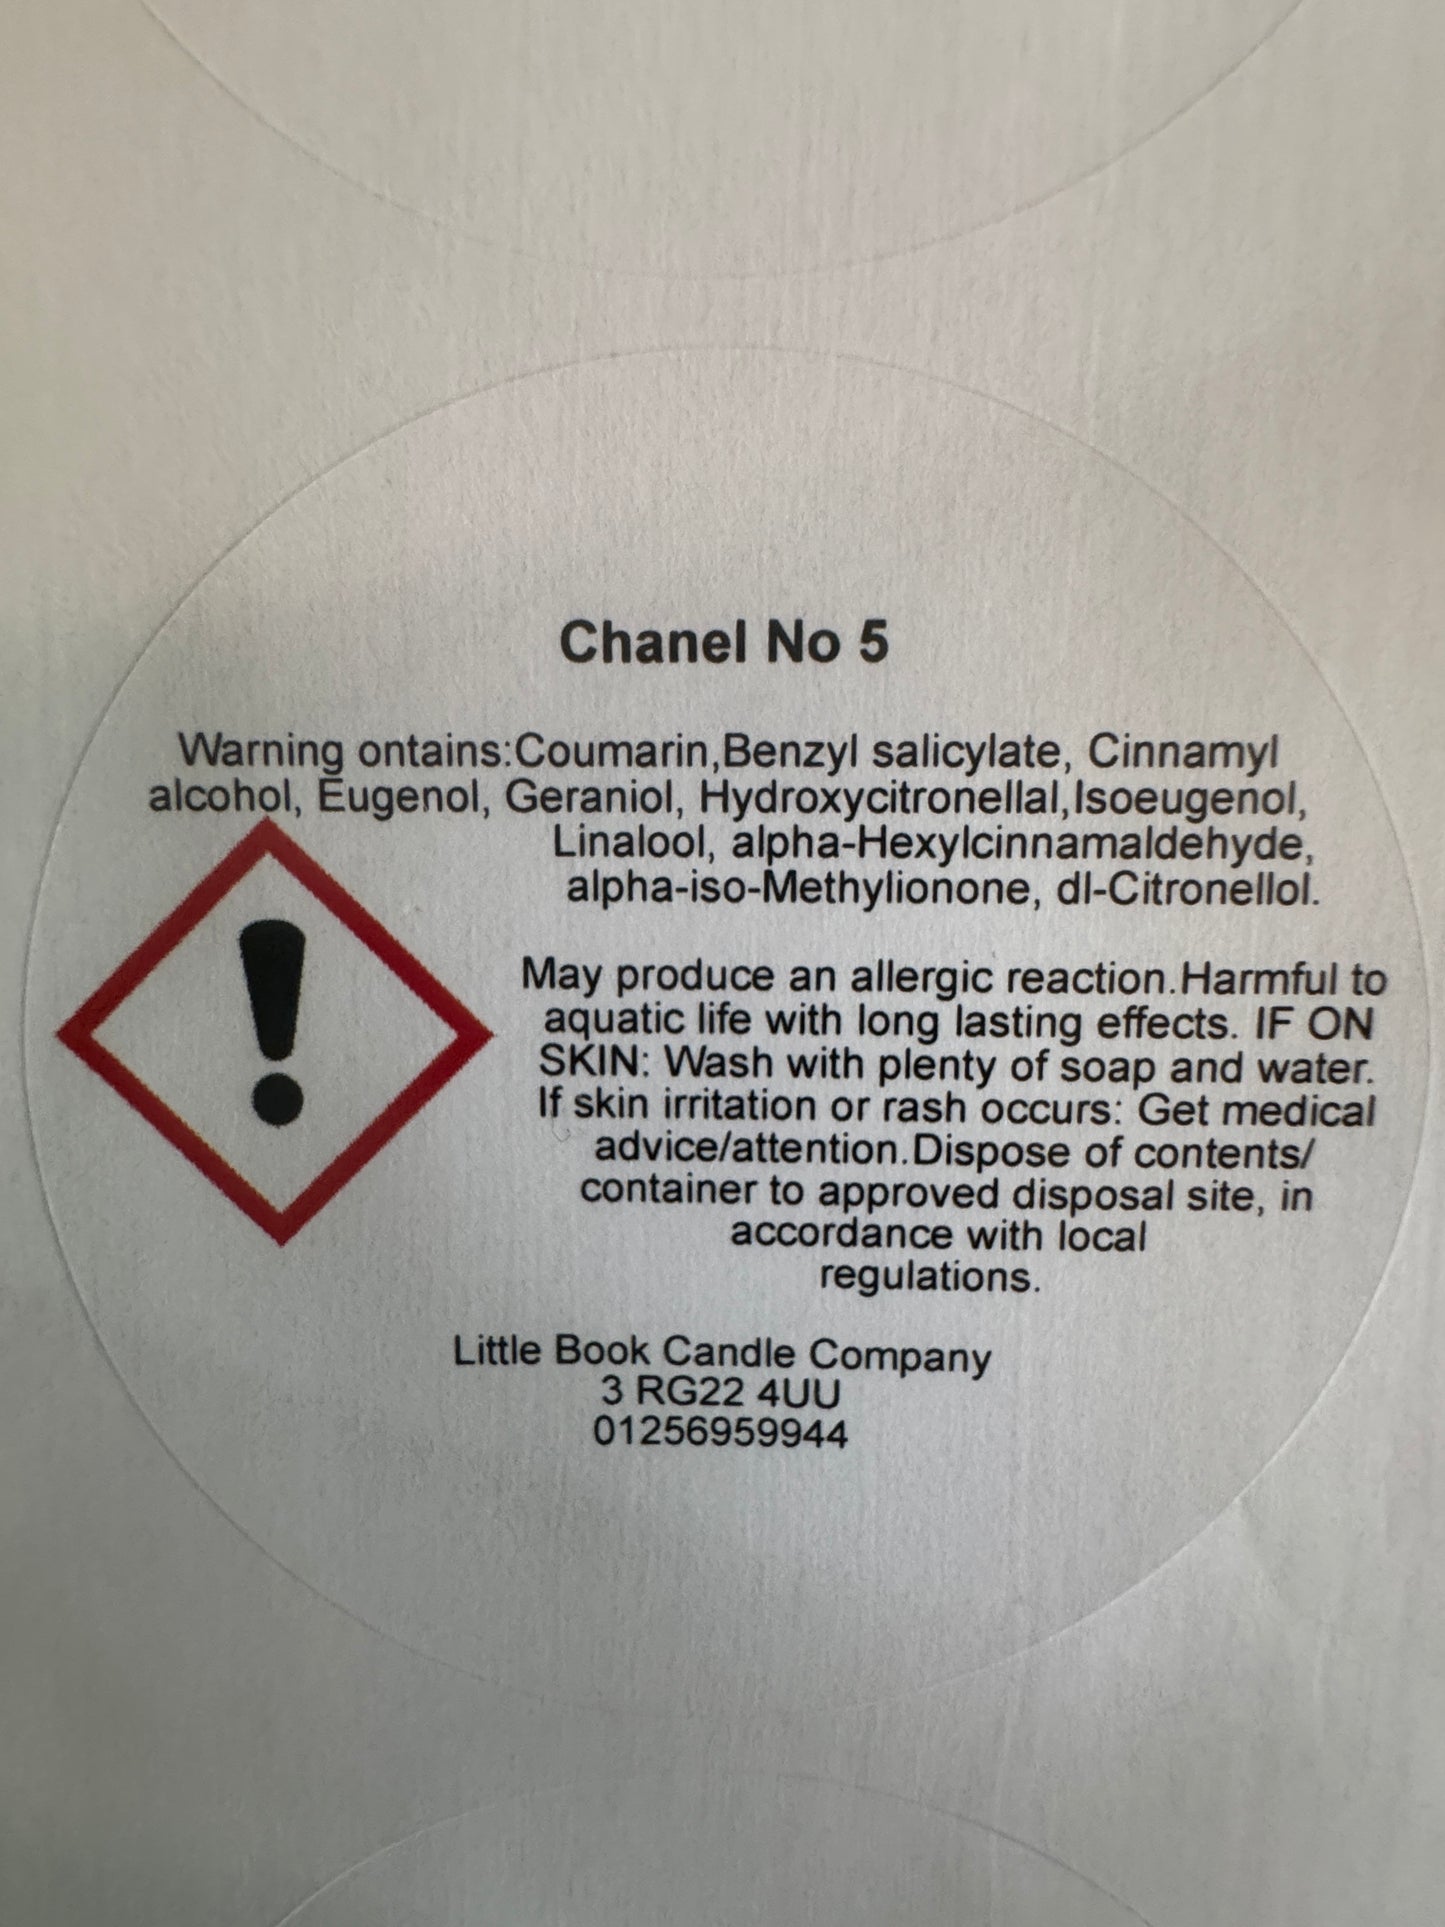 Chanel No 5
Warning ontains:Coumarin,Benzyl salicylate, Cinnamyl
alcohol, Eugenol, Geraniol, Hydroxycitronellal,Isoeugenol,
Linalool, alpha-Hexylcinnamaldehyde,
alpha-iso-Methylionone, dl-Citronellol.
May produce an allergic reaction.Harmful to
aquatic life with long lasting effects. IF ON
SKIN: Wash with plenty of soap and water.
If skin irritation or rash occurs: Get medical
advice/attention.Dispose of contents/
container to approved disposal site, in
accordance with local
regulations.
Little Book Candle Company
3 RG22 4UU
01256959944